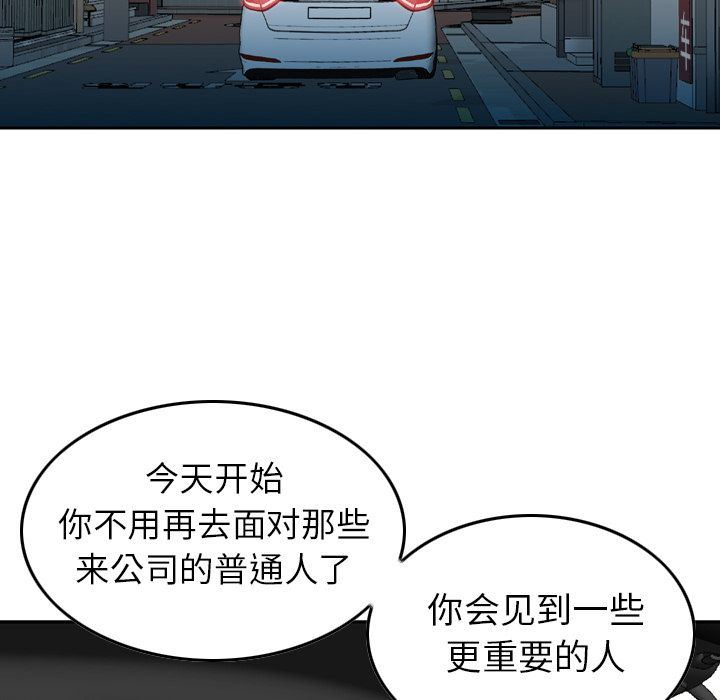 今天开始
你不用再去面对那些
来公司的普通人了
你会见到一些
更重要的人